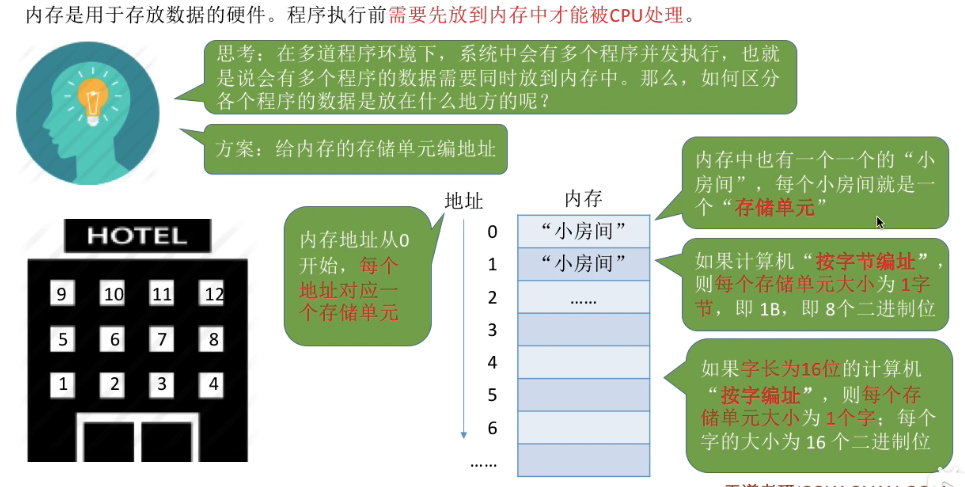 内存是用于存放数据的硬件。程序执行前需要先放到内存中才能被CPU处理。
思考：在多道程序环境下，系统中会有多个程序并发执行，也就
是说会有多个程序的数据需要同时放到内存中。那么，如何区分
各个程序的数据是放在什么地方的呢？
方案：给内存的存储单元编地址
内存中也有一个一个的“小
房间”，每个小房间就是一
个“存储单元”
地址
内存
HOTEL
9 10 11 12
5 6 7 8
1 2 3 4
内存地址从0
开始，每个
地址对应一
个存储单元
0 “小房间”
1 “小房间”
2 ……
3
4
5
6
……
如果计算机“按字节编址”，
则每个存储单元大小为 1字
节，即 1B，即 8个二进制位
如果字长为16位的计算机
“按字编址”，则每个存
储单元大小为 1个字；每个
字的大小为 16 个二进制位